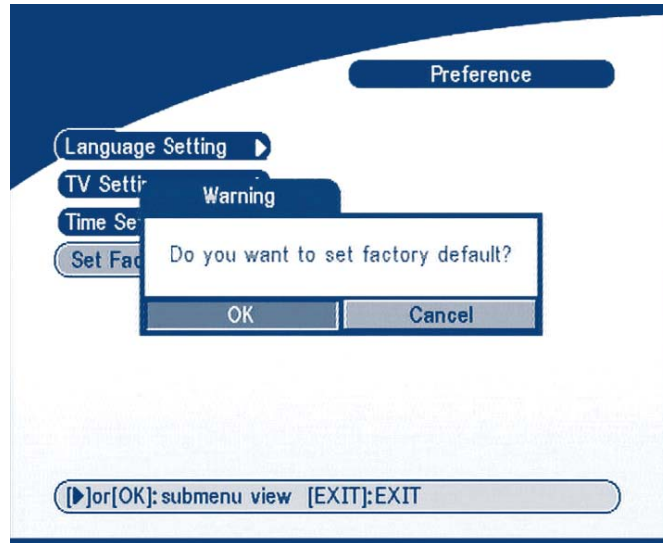 Preference
Language Setting
TV Setti
Warning
Time Se
Set Fac
Do you want to set factory default?
OK Cancel
[▶]or[OK]: submenu view [EXIT]:EXIT